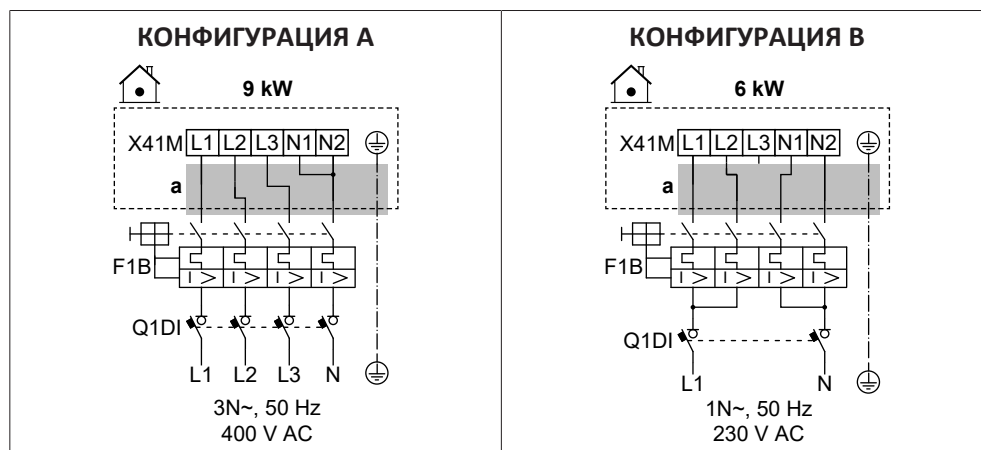 КОНФИГУРАЦИЯ А
9 kW
X41M L1 L2 L3 N1 N2
a
F1B
I > I > I > I >
Q1DI
L1 L2 L3 N
3N~, 50 Hz
400 V AC
КОНФИГУРАЦИЯ В
6 kW
X41M L1 L2 L3 N1 N2
a
F1B
I > I > I > I >
Q1DI
L1 N
1N~, 50 Hz
230 V AC